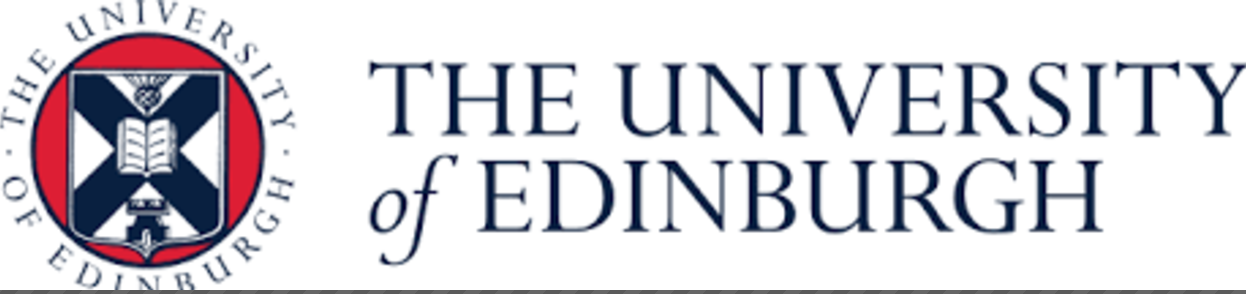 THE UNIVERSITY
OF EDINBURGH
THE UNIVERSITY
of EDINBURGH